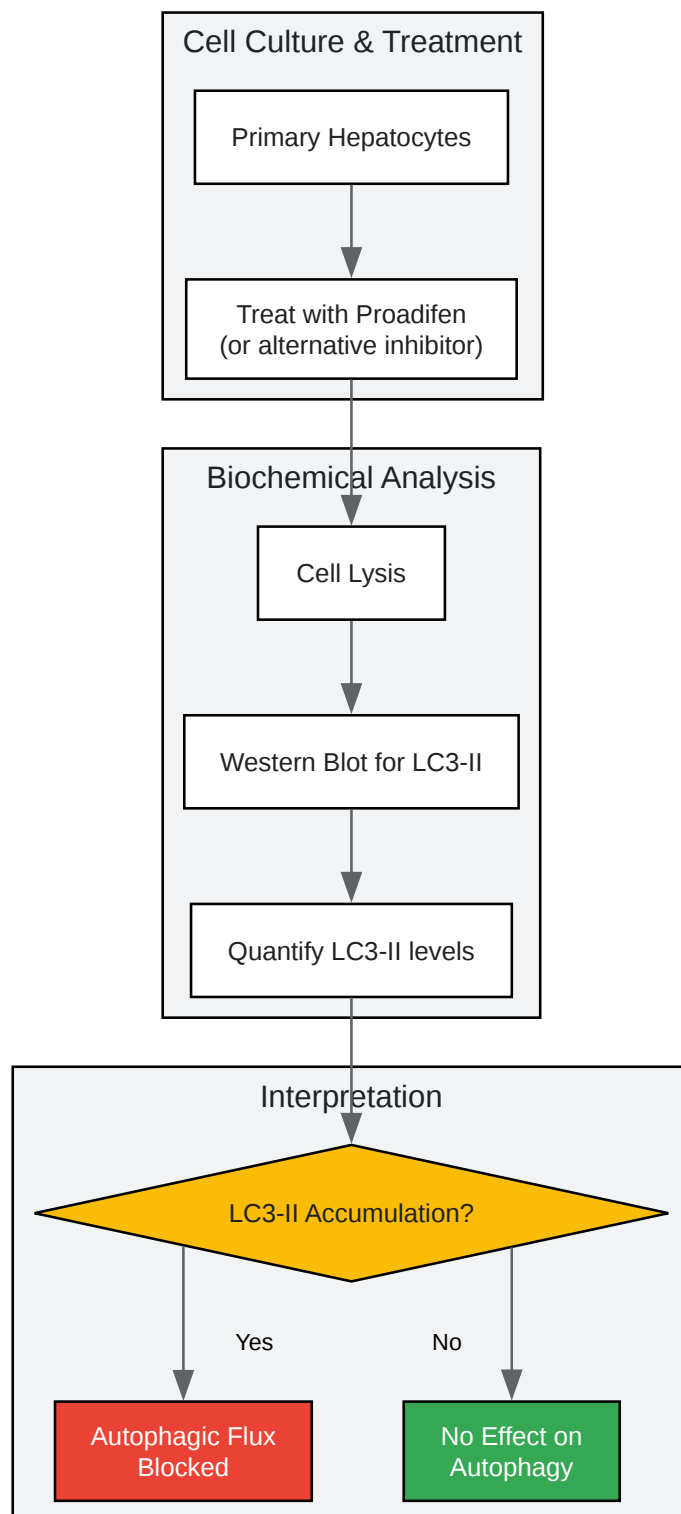 Cell Culture & Treatment
Primary Hepatocytes
Treat with Proadifen
(or alternative inhibitor)
Biochemical Analysis
Cell Lysis
Western Blot for LC3-II
Quantify LC3-II levels
Interpretation
LC3-II Accumulation?
Yes
No
Autophagic Flux
Blocked
No Effect on
Autophagy